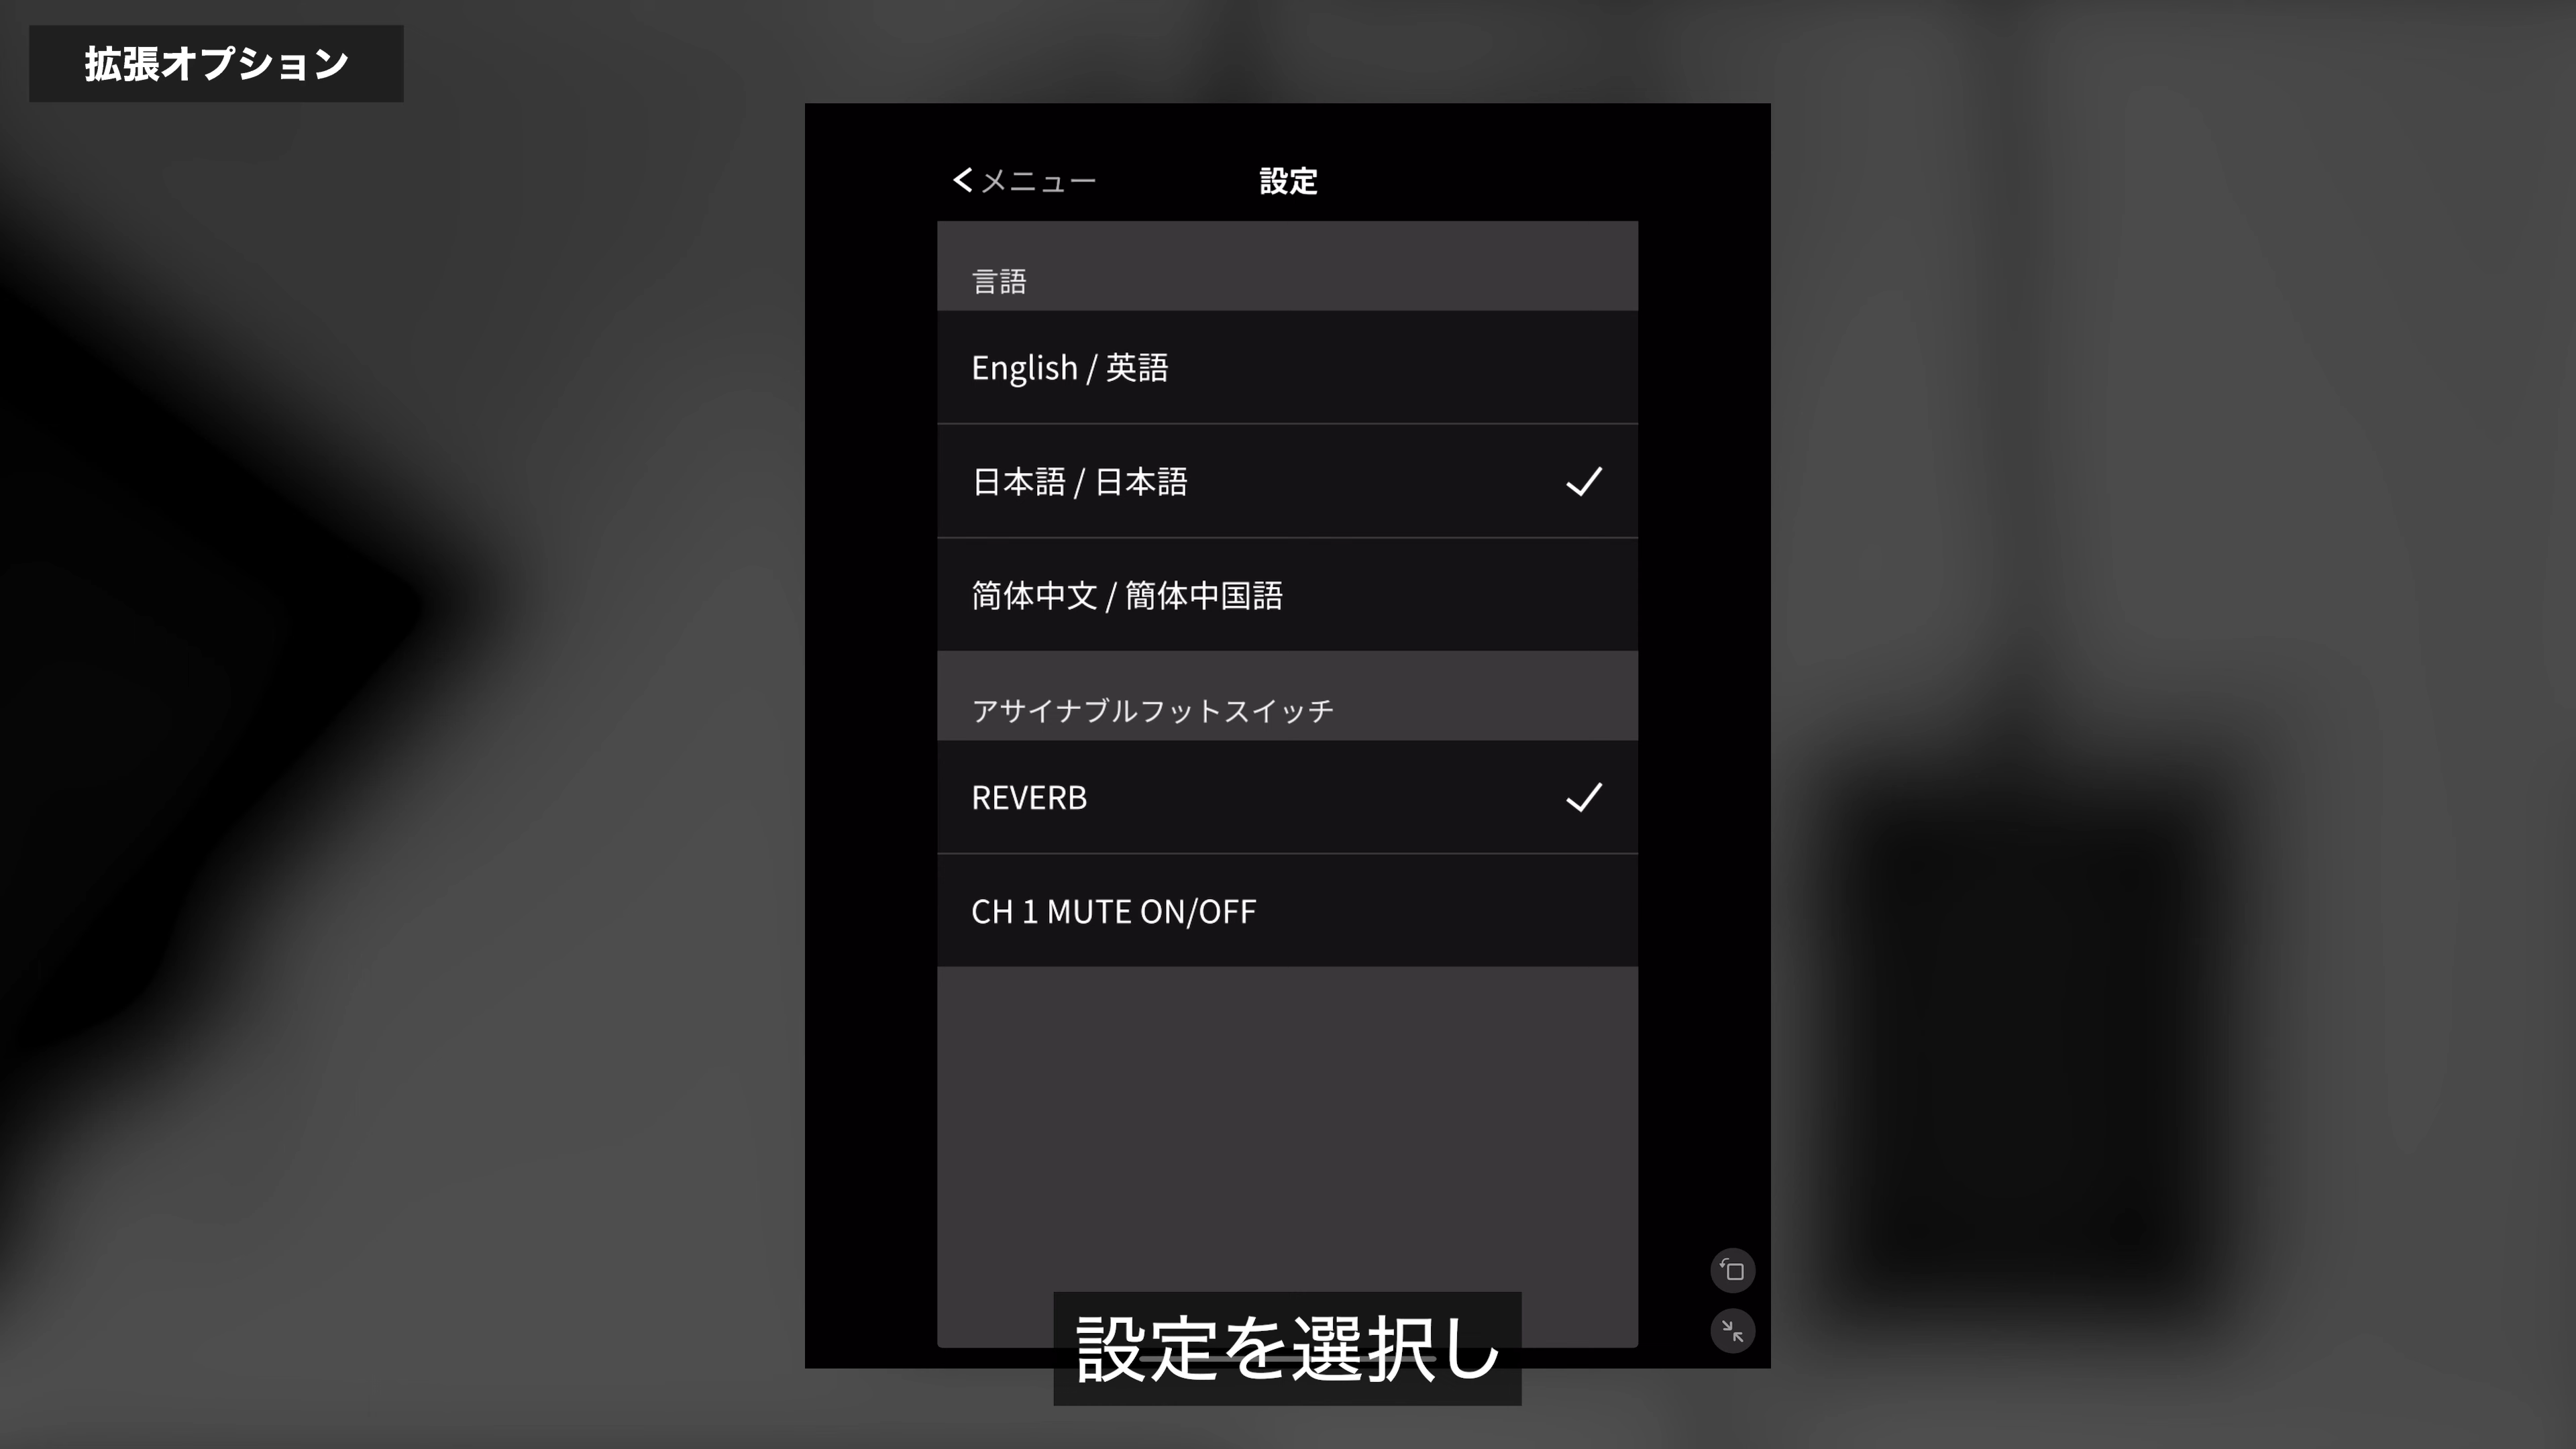 拡張オプション
メニュー
設定
言語
English / 英語
日本語 / 日本語
简体中文 / 簡体中国語
アサイナブルフットスイッチ
REVERB
CH 1 MUTE ON/OFF
設定を選択し